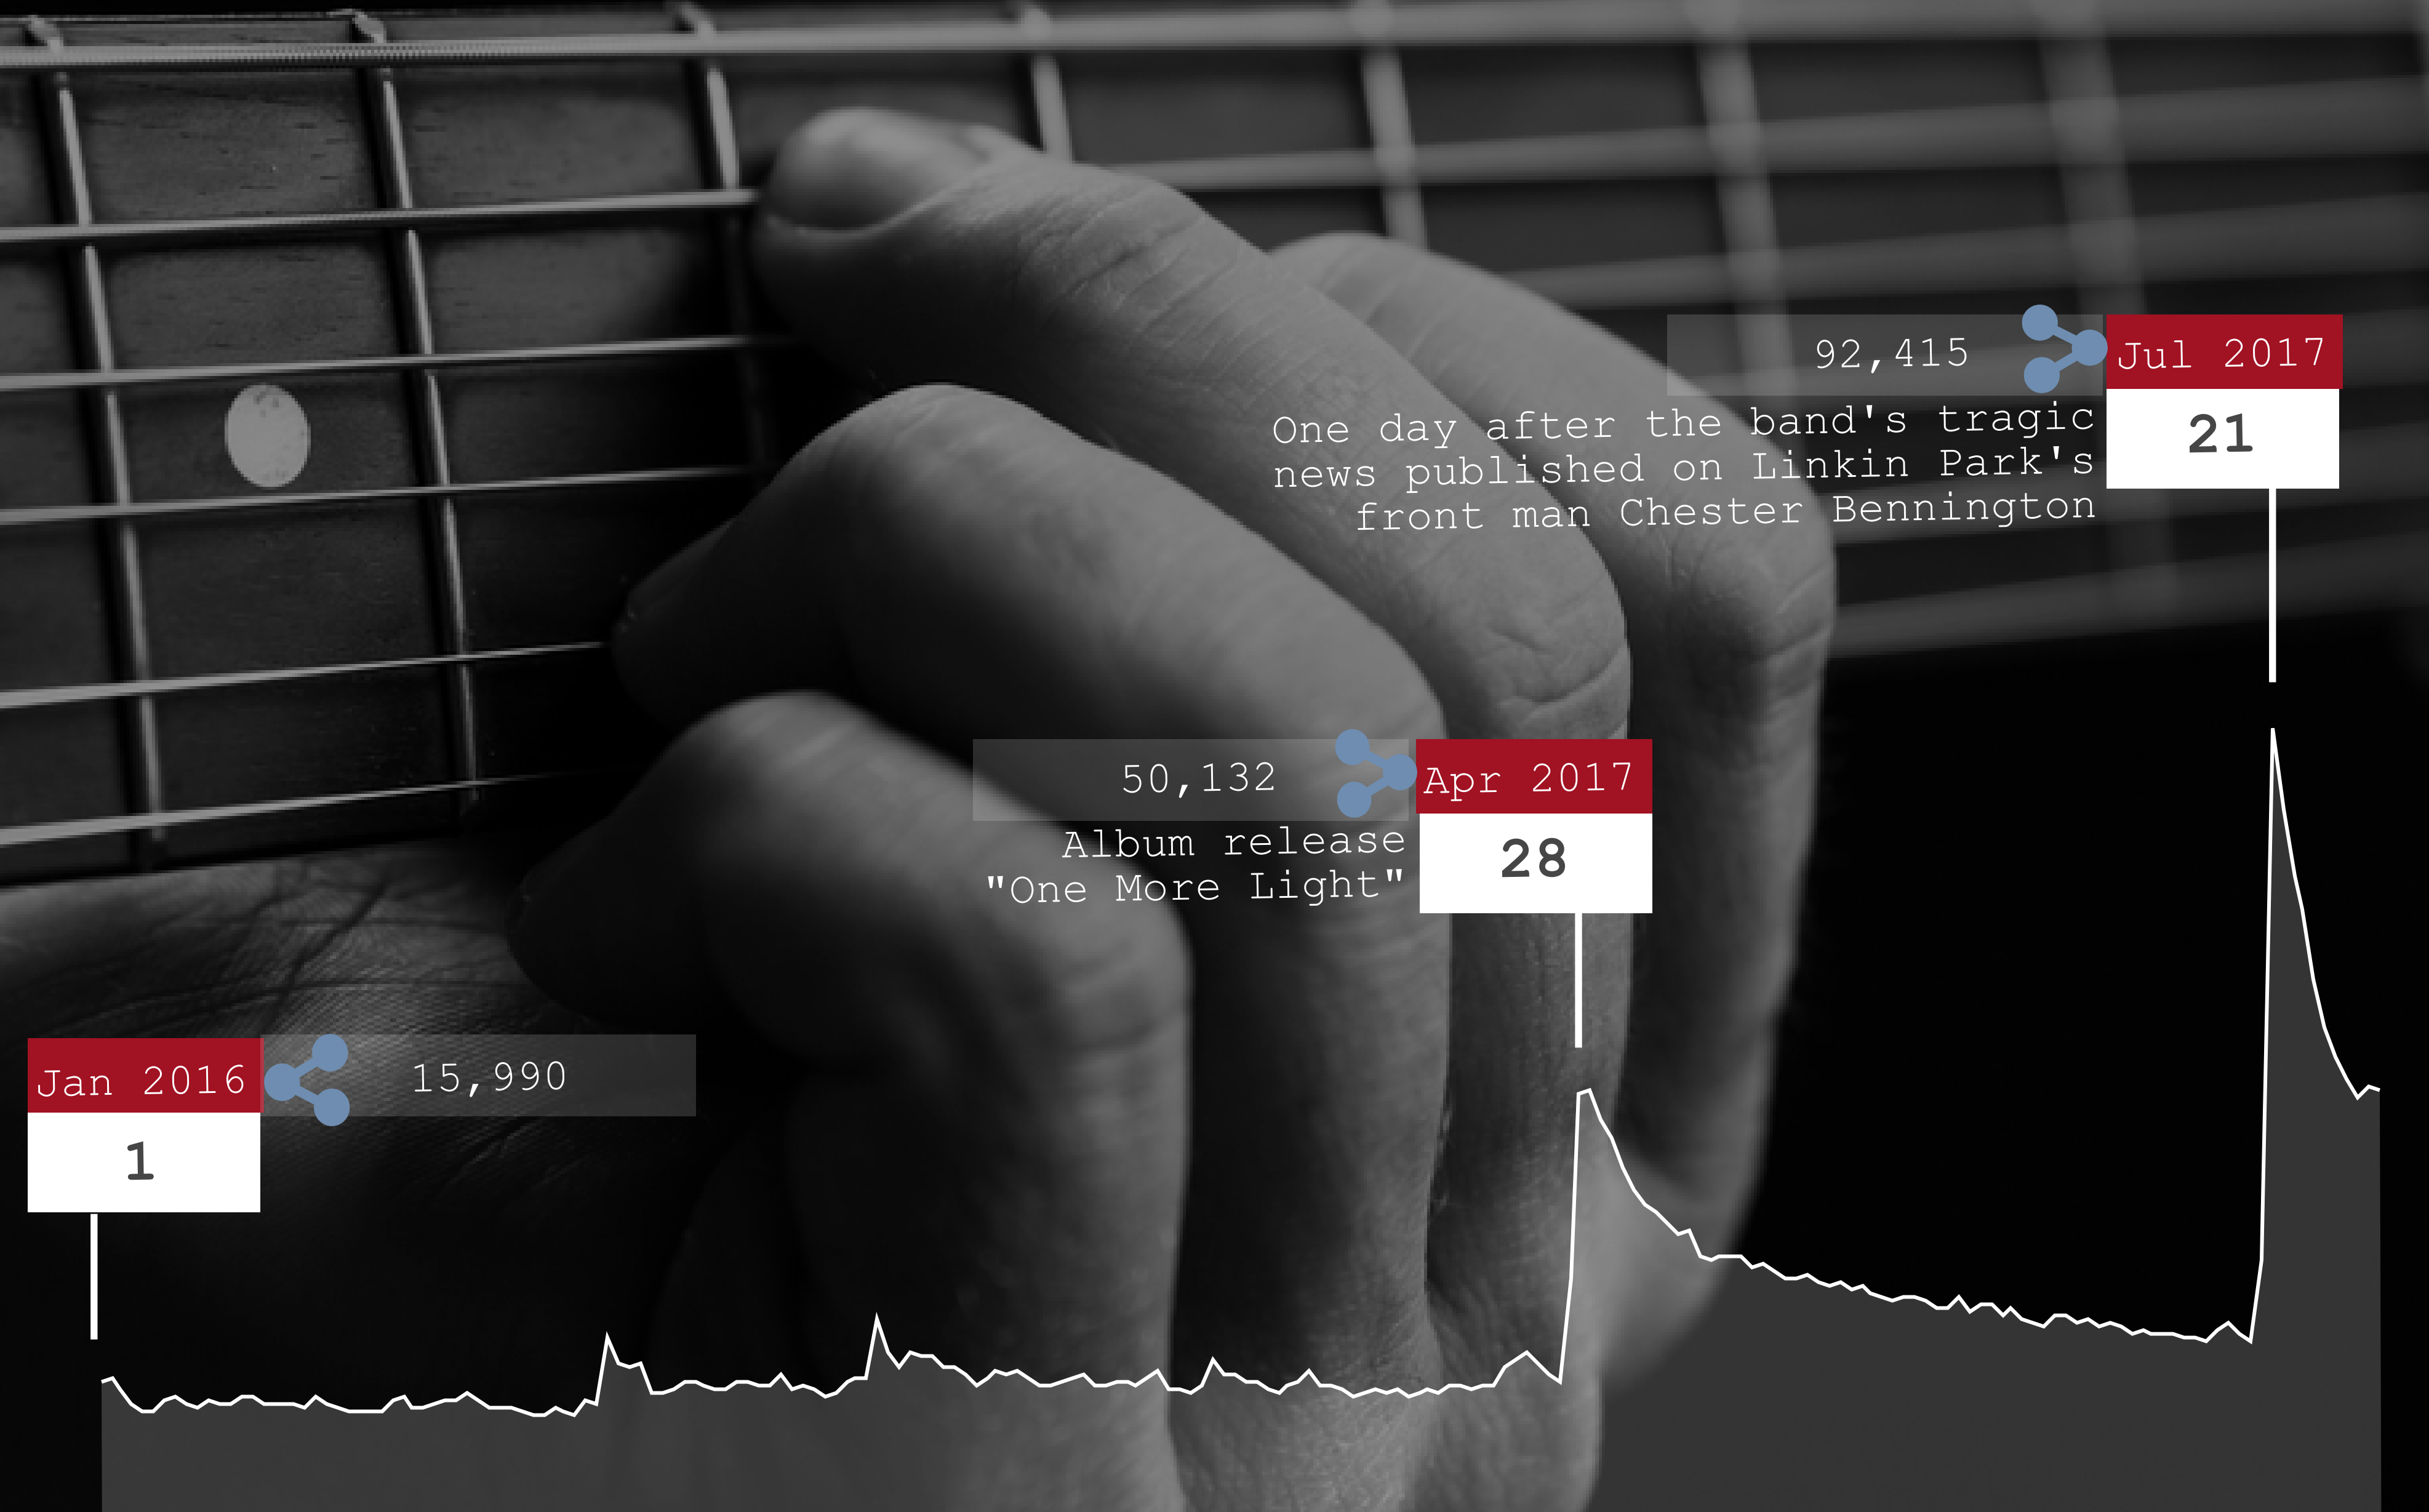 92,415
Jul 2017
21
One day after the band's tragic
news published on Linkin Park's
front man Chester Bennington
50,132
Apr 2017
28
Album release
"One More Light"
Jan 2016
15,990
1